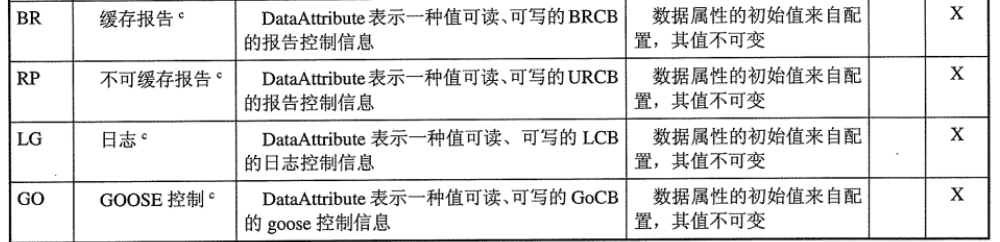 BR 缓存报告ᶜ DataAttribute 表示一种值可读、可写的 BRCB 数据属性的初始值来自配 X
的报告控制信息 置，其值不可变
RP 不可缓存报告ᶜ DataAttribute 表示一种值可读、可写的 URCB 数据属性的初始值来自配 X
的报告控制信息 置，其值不可变
LG 日志ᶜ DataAttribute 表示一种值可读、可写的 LCB 数据属性的初始值来自配 X
的日志控制信息 置，其值不可变
GO GOOSE 控制ᶜ DataAttribute 表示一种值可读、可写的 GoCB 数据属性的初始值来自配 X
的 goose 控制信息 置，其值不可变